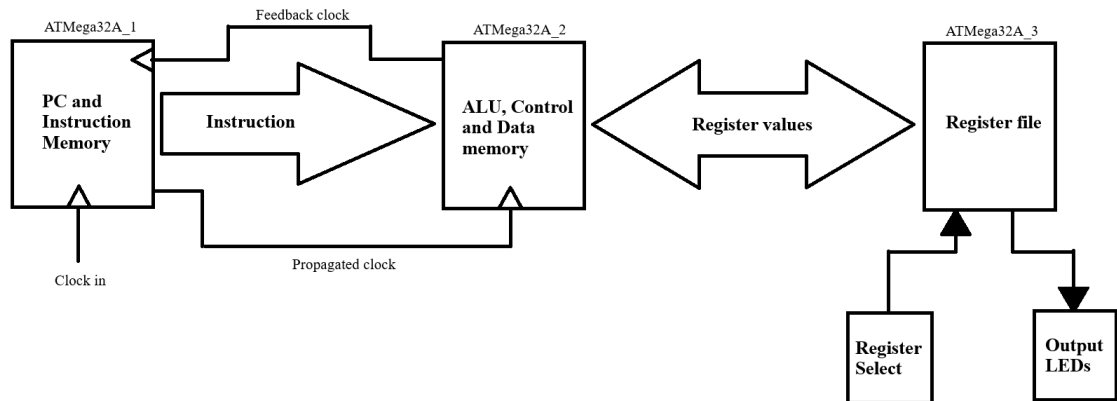 ATMega32A_1
Feedback clock
ATMega32A_2
ATMega32A_3
PC and
Instruction
Memory
Instruction
ALU, Control
and Data
memory
Register values
Register file
Clock in
Propagated clock
Register
Select
Output
LEDs